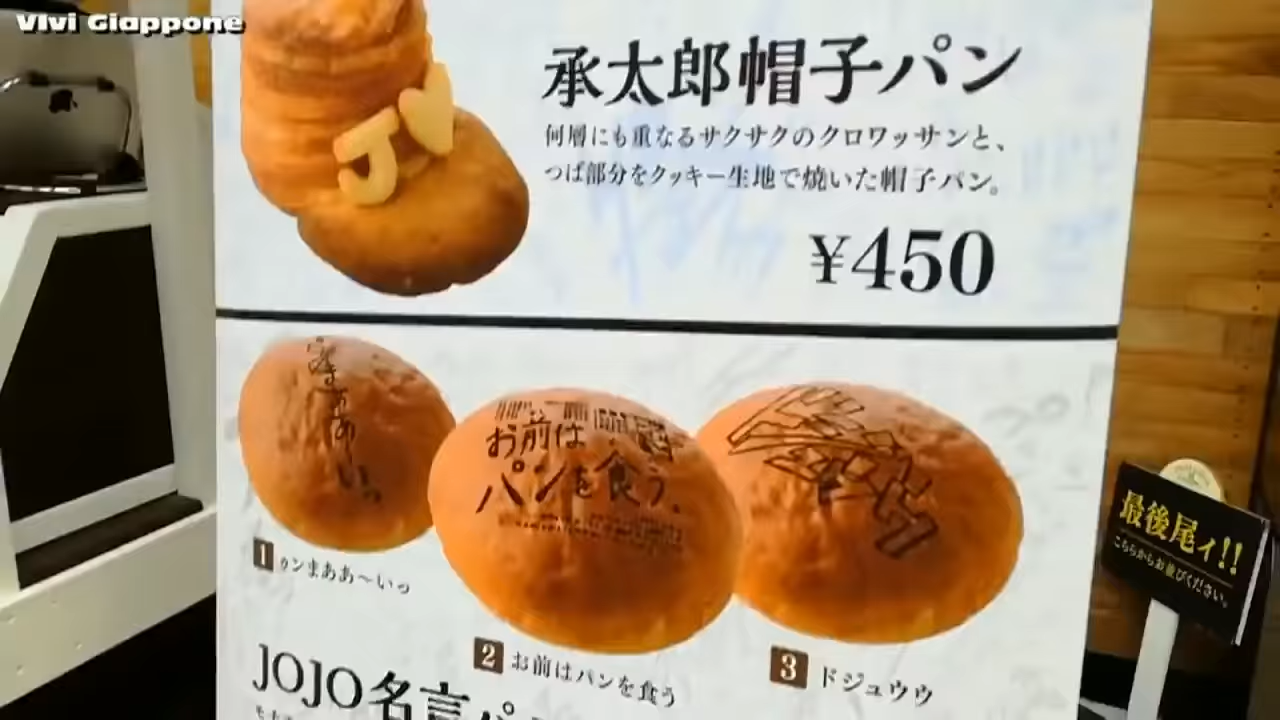 VIvi Giappone
承太郎帽子パン
何層にも重なるサクサクのクロワッサンと、
つば部分をクッキー生地で焼いた帽子パン。
¥450
J
お前は
パンを食う。
1 ゥンまああ〜いっ
2 お前はパンを食う
3 ドジュウウ
JOJO名言パ
最後尾ィ!!
こちらからお並びください。